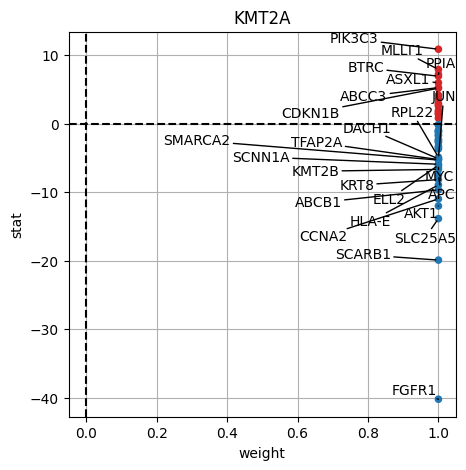 KMT2A
PIK3C3
MLLT1
PPIA
BTRC
ASXL1
JUN
ABCC3
CDKN1B
RPL22
DACH1
SMARCA2
TFAP2A
SCNN1A
KMT2B
MYC
KRT8
APC
ELL2
ABCB1
AKT1
HLA-E
CCNA2
SLC25A5
SCARB1
FGFR1
10
0
−10
−20
−30
−40
stat
0.0 0.2 0.4 0.6 0.8 1.0
weight